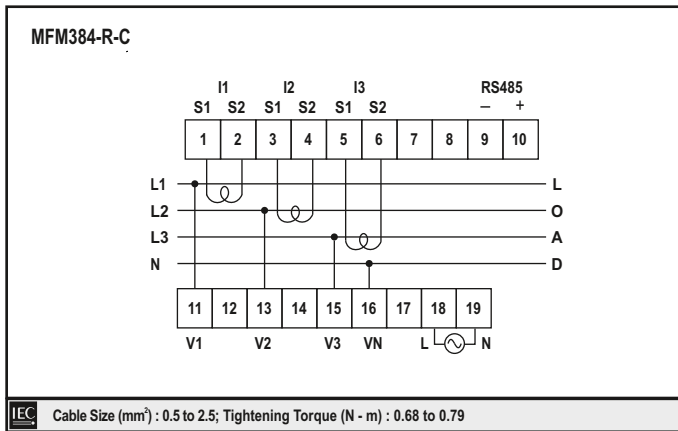 MFM384-R-C
I1 I2 I3 RS485
S1 S2 S1 S2 S1 S2 – +
1 2 3 4 5 6 7 8 9 10
L1 L
L2 O
L3 A
N D
11 12 13 14 15 16 17 18 19
V1 V2 V3 VN L N
IEC Cable Size (mm²) : 0.5 to 2.5; Tightening Torque (N - m) : 0.68 to 0.79